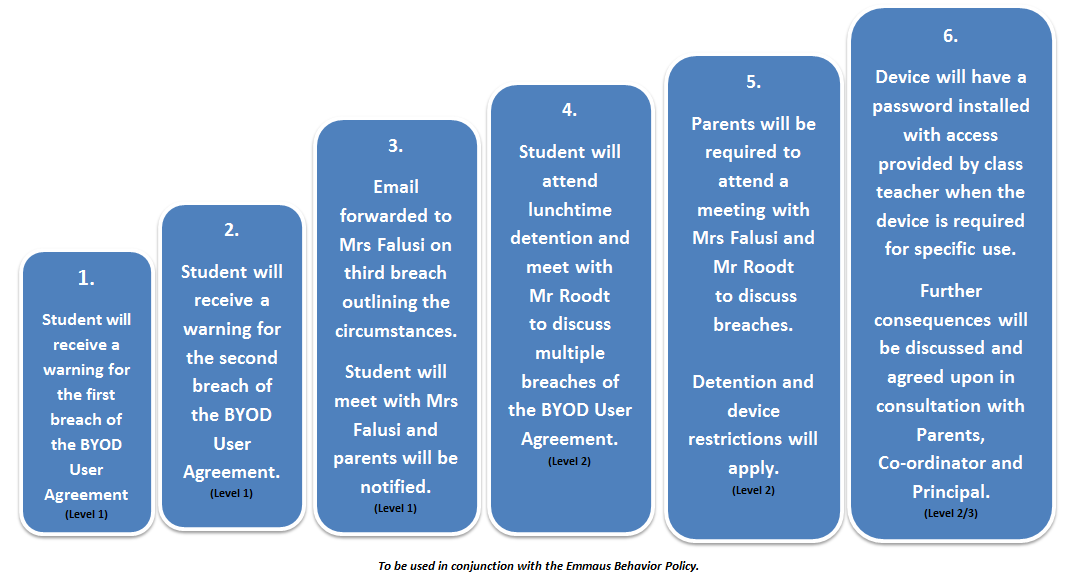 1.
Student will
receive a
warning for
the first
breach of
the BYOD
User
Agreement
(Level 1)
2.
Student will
receive a
warning for
the second
breach of
the BYOD
User
Agreement.
(Level 1)
3.
Email
forwarded to
Mrs Falusi on
third breach
outlining the
circumstances.
Student will
meet with Mrs
Falusi and
parents will be
notified.
(Level 1)
4.
Student will
attend
lunchtime
detention and
meet with
Mr Roodt
to discuss
multiple
breaches of
the BYOD User
Agreement.
(Level 2)
5.
Parents will be
required to
attend a
meeting with
Mrs Falusi and
Mr Roodt
to discuss
breaches.
Detention and
device
restrictions will
apply.
(Level 2)
6.
Device will have a
password installed
with access
provided by class
teacher when the
device is required
for specific use.
Further
consequences will
be discussed and
agreed upon in
consultation with
Parents,
Co-ordinator and
Principal.
(Level 2/3)
To be used in conjunction with the Emmaus Behavior Policy.